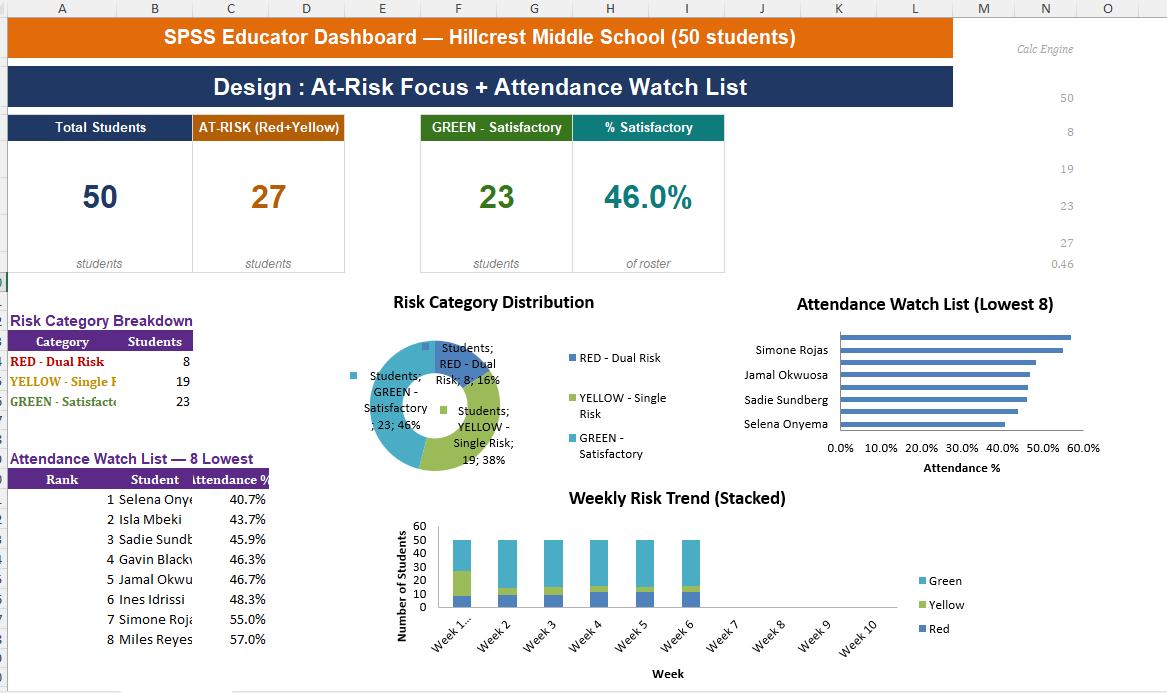 A B C D E F G H I J K L M N O
SPSS Educator Dashboard — Hillcrest Middle School (50 students)
Calc Engine
Design : At-Risk Focus + Attendance Watch List
50
Total Students AT-RISK (Red+Yellow) GREEN - Satisfactory % Satisfactory
8
19
50 27 23 46.0%
23
27
students students students of roster
0.46
Risk Category Distribution
Attendance Watch List (Lowest 8)
Risk Category Breakdown
Category Students
RED - Dual Risk 8
YELLOW - Single R 19
GREEN - Satisfacto 23
Students;
RED - Dual
Risk; 8; 16%
Students;
GREEN -
Satisfactory
; 23; 46%
Students;
YELLOW -
Single Risk;
19; 38%
RED - Dual Risk
YELLOW - Single
Risk
GREEN -
Satisfactory
Simone Rojas
Jamal Okwuosa
Sadie Sundberg
Selena Onyema
0.0% 10.0% 20.0% 30.0% 40.0% 50.0% 60.0%
Attendance %
Attendance Watch List — 8 Lowest
Rank Student Attendance %
1 Selena Onye 40.7%
2 Isla Mbeki 43.7%
3 Sadie Sundb 45.9%
4 Gavin Blackw 46.3%
5 Jamal Okwu 46.7%
6 Ines Idrissi 48.3%
7 Simone Roja 55.0%
8 Miles Reyes 57.0%
Weekly Risk Trend (Stacked)
Number of Students
60
50
40
30
20
10
0
Week 1... Week 2 Week 3 Week 4 Week 5 Week 6 Week 7 Week 8 Week 9 Week 10
Week
Green
Yellow
Red